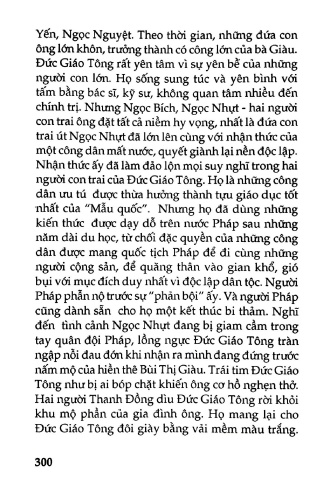 Yến, Ngọc Nguyệt. Theo thời gian, những đứa con
ông lớn khôn, trưởng thành có công lớn của bà Giàu.
Đức Giáo Tông rất yên tâm vì sự yên bề của những
người con lớn. Họ sống sung túc và yên bình với
tấm bằng bác sĩ, kỹ sư, không quan tâm nhiều đến
chính trị. Nhưng Ngọc Bích, Ngọc Nhựt - hai người
con trai ông đặt tất cả niềm hy vọng, nhất là đứa con
trai út Ngọc Nhựt đã lớn lên cùng với nhận thức của
một công dân mất nước, quyết giành lại nền độc lập.
Nhận thức ấy đã làm đảo lộn mọi suy nghĩ trong hai
người con trai của Đức Giáo Tông. Họ là những công
dân ưu tú được thừa hưởng thành tựu giáo dục tốt
nhất của "Mẫu quốc". Nhưng họ đã dùng những
kiến thức được dạy dỗ trên nước Pháp sau những
năm dài du học, từ chối đặc quyền của những công
dân được mang quốc tịch Pháp để đi cùng những
người cộng sản, để quăng thân vào gian khổ, gió
bụi với mục đích duy nhất vì độc lập dân tộc. Người
Pháp phẫn nộ trước sự "phản bội" ấy. Và người Pháp
cũng dành sẵn cho họ một kết thúc bi thảm. Nghĩ
đến tình cảnh Ngọc Nhựt đang bị giam cầm trong
tay quân đội Pháp, lồng ngực Đức Giáo Tông tràn
ngập nỗi đau đớn khi nhận ra mình đang đứng trước
nấm mộ của hiền thê Bùi Thị Giàu. Trái tim Đức Giáo
Tông như bị ai bóp chặt khiến ông cơ hồ nghẹn thở.
Hai người Thanh Đồng dìu Đức Giáo Tông rời khỏi
khu mộ phần của gia đình ông. Họ mang lại cho
Đức Giáo Tông đôi giày bằng vải mềm màu trắng.
300